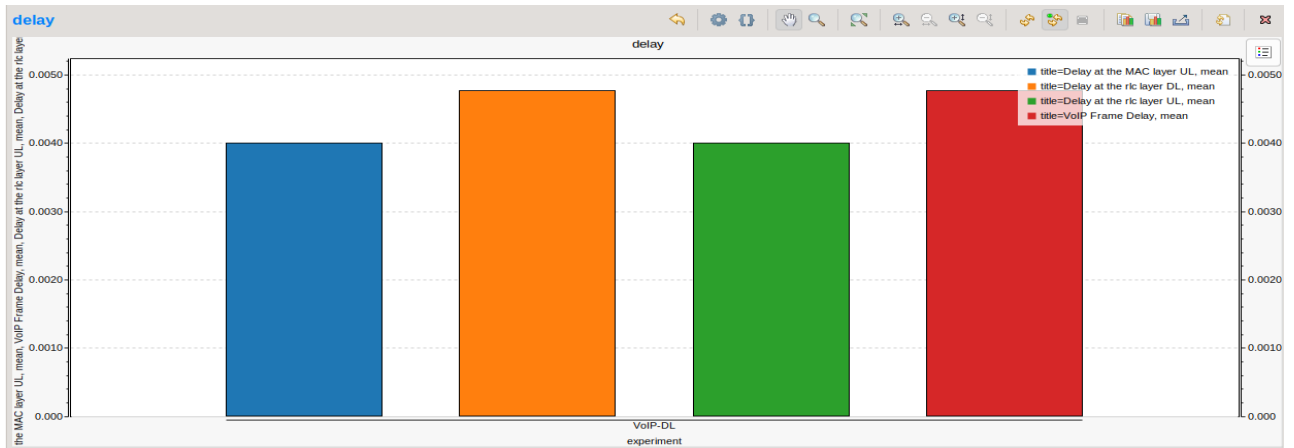 delay
delay
the MAC layer UL, mean, VoIP Frame Delay, mean, Delay at the rlc layer UL, mean, Delay at the rlc laye
0.0050
0.0040
0.0030
0.0020
0.0010
0.000
title=Delay at the MAC layer UL, mean
title=Delay at the rlc layer DL, mean
title=Delay at the rlc layer UL, mean
title=VoIP Frame Delay, mean
0.0050
0.0040
0.0030
0.0020
0.0010
0.000
VoIP-DL
experiment